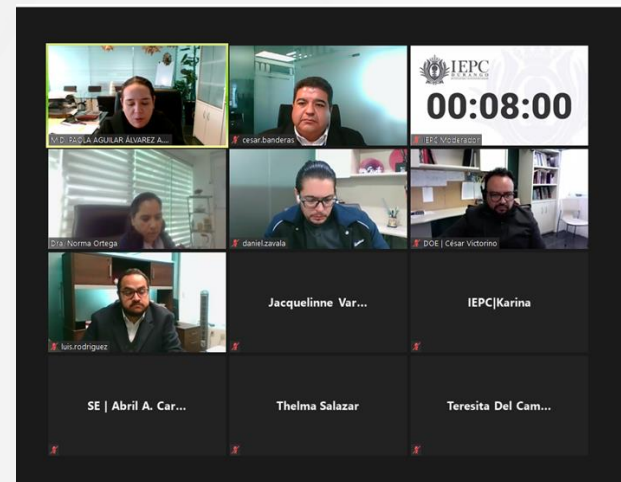 IEPC
DURANGO
00:08:00
M.D. PAOLA AGUILAR ÁLVAREZ A...
cesar.banderas
IEPC Moderador
Dra. Norma Ortega
daniel.zavala
DOE | César Victorino
luis.rodriguez
Jacquelinne Var...
IEPC|Karina
SE | Abril A. Car...
Thelma Salazar
Teresita Del Cam...